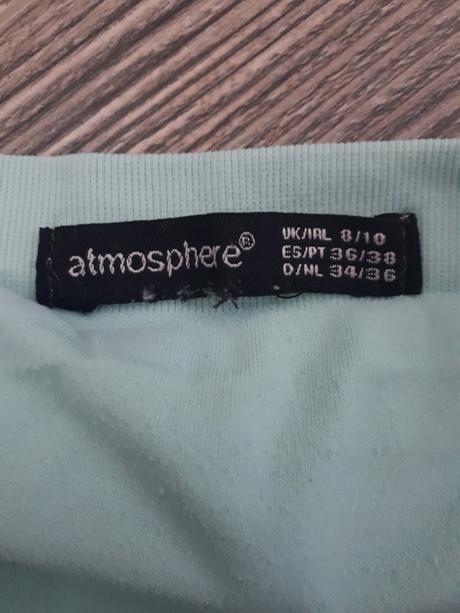 atmosphere®
UK/IRL 8/10
ES/PT 36/38
D/NL 34/36